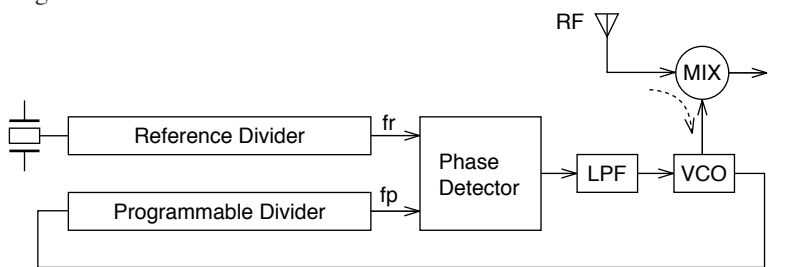 RF
MIX
fr
Reference Divider
Phase
Detector
LPF
VCO
fp
Programmable Divider